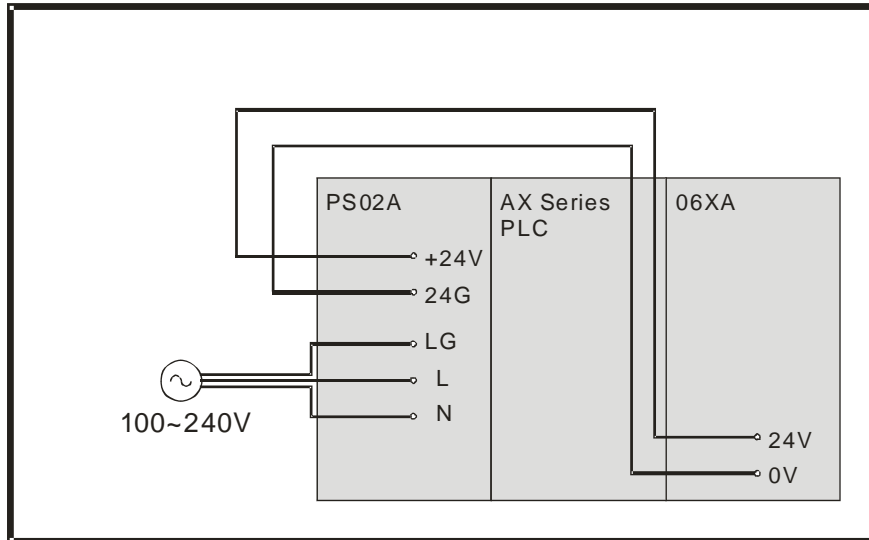 PS02A
AX Series
PLC
06XA
+24V
24G
LG
L
N
100~240V
24V
0V